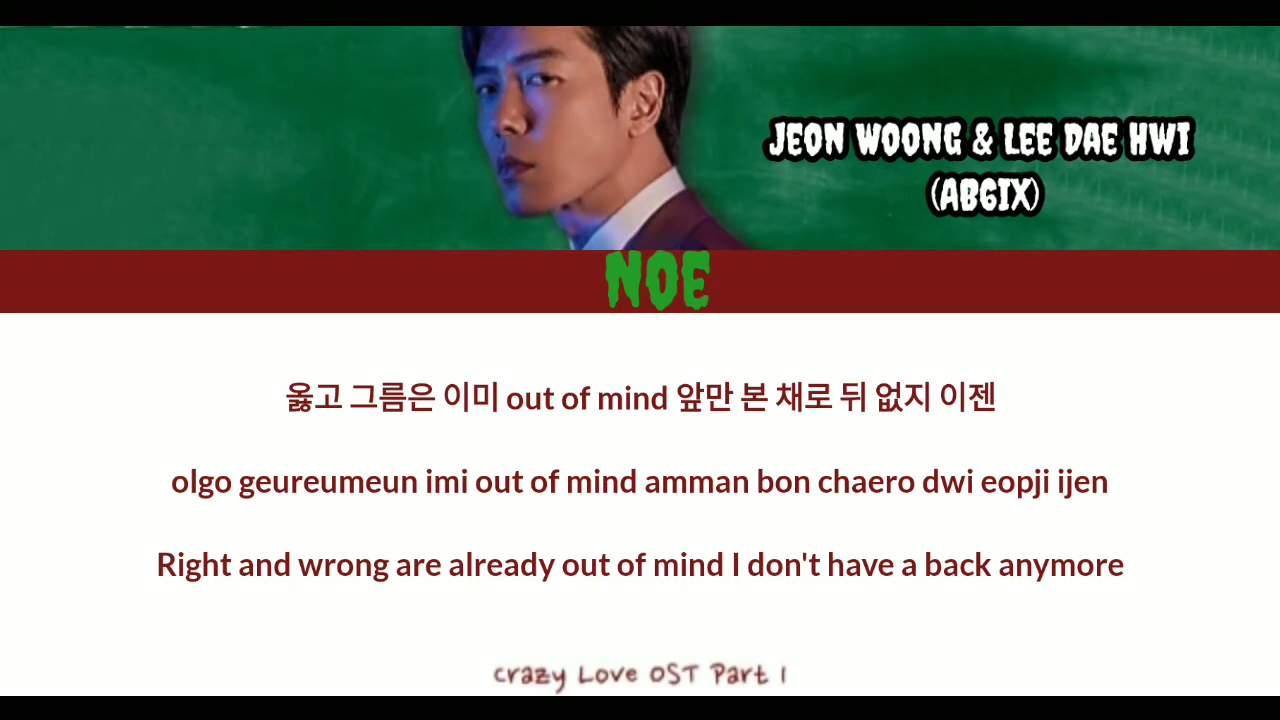 JEON WOONG & LEE DAE HWI
(AB6IX)
NOE
옳고 그름은 이미 out of mind 앞만 본 채로 뒤 없지 이젠
olgo geureumeun imi out of mind amman bon chaero dwi eopji ijen
Right and wrong are already out of mind I don't have a back anymore
crazy Love OST Part 1